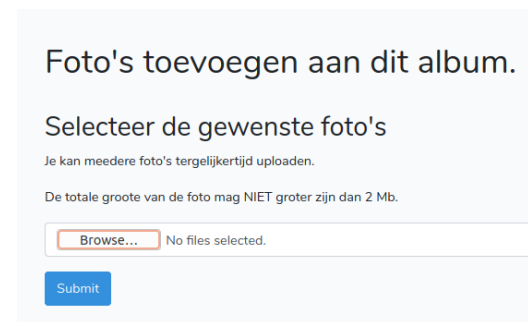 Foto's toevoegen aan dit album.
Selecteer de gewenste foto's
Je kan meedere foto's tergelijkertijd uploaden.
De totale groote van de foto mag NIET groter zijn dan 2 Mb.
Browse... No files selected.
Submit